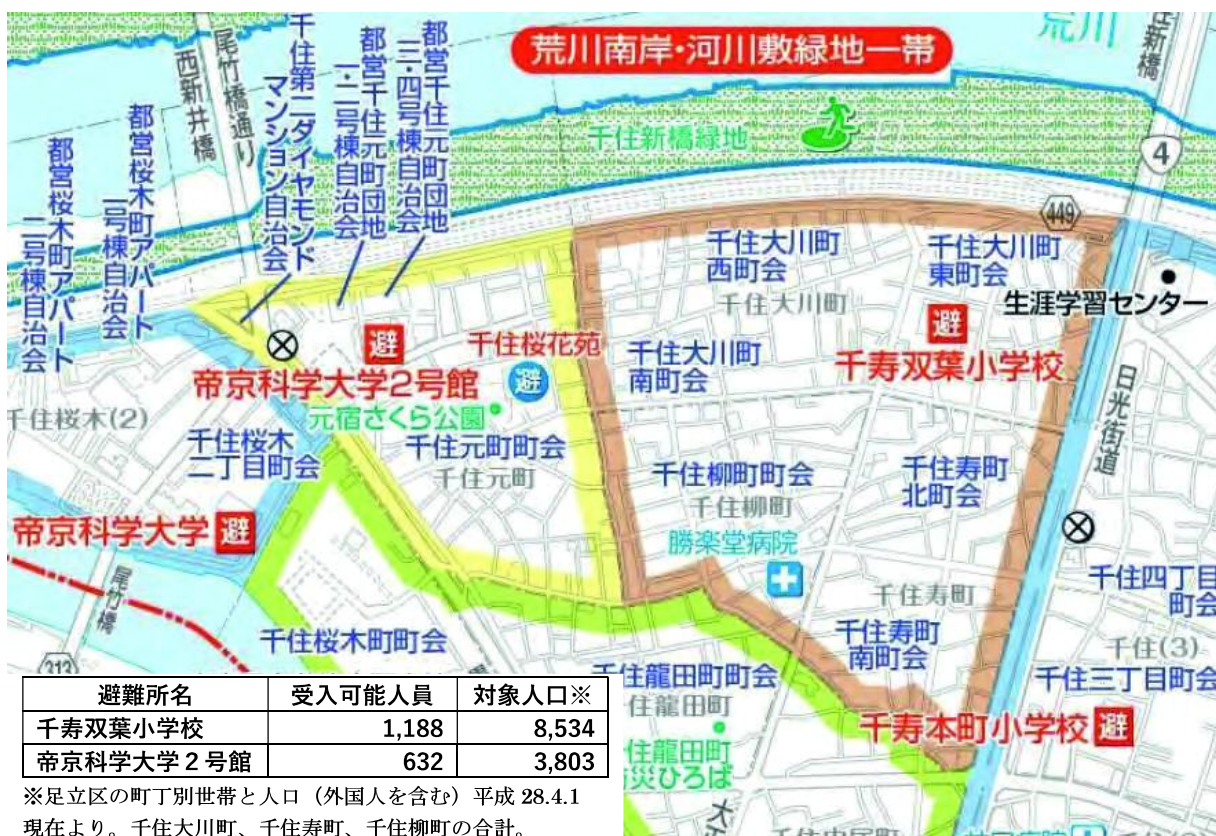 荒川南岸・河川敷緑地一帯
荒川
千住新橋緑地
西新井橋
尾竹橋通り
千住第二ダイヤモンド
マンション自治会
都営千住元町団地
一・二号棟自治会
都営千住元町団地
三・四号棟自治会
都営桜木町アパート
一号棟自治会
都営桜木町アパート
二号棟自治会
4
449
千住大川町
西町会
千住大川町
東町会
千住大川町
生涯学習センター
避
千寿双葉小学校
千住大川町
南町会
避
帝京科学大学2号館
千住桜花苑
避
元宿さくら公園
千住元町町会
千住元町
千住桜木(2)
千住桜木
二丁目町会
帝京科学大学 避
尾竹橋
日光街道
千住柳町町会
千住柳町
千住寿町
北町会
勝楽堂病院
千住寿町
千住寿町
南町会
千住四丁目
町会
千住(3)
千住三丁目町会
千住桜木町町会
313
千住龍田町町会
住龍田町
住龍田町
災ひろば
千寿本町小学校 避
避難所名 受入可能人員 対象人口※
千寿双葉小学校 1,188 8,534
帝京科学大学２号館 632 3,803
※足立区の町丁別世帯と人口（外国人を含む）平成 28.4.1
現在より。千住大川町、千住寿町、千住柳町の合計。